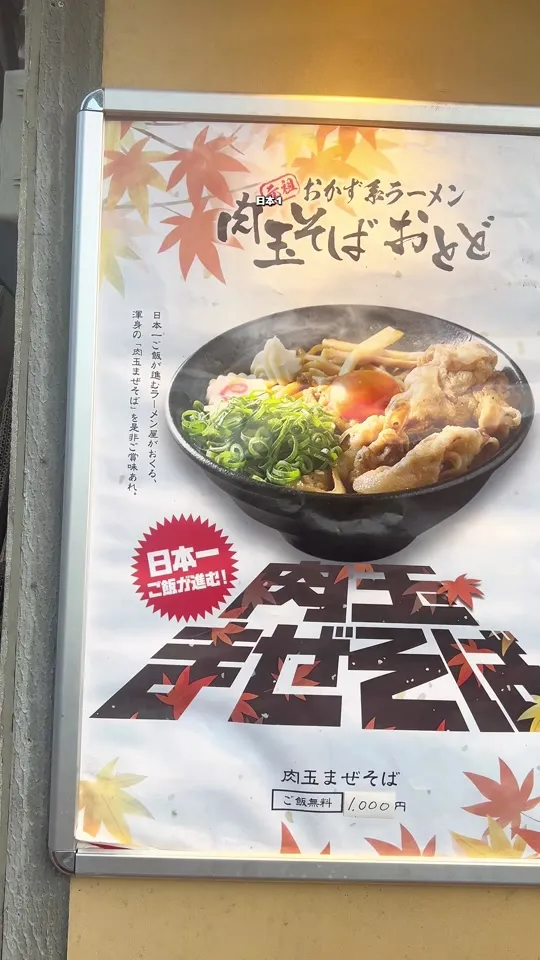 元祖
日本1
おかず系ラーメン
肉玉そば おとど
日本一ご飯が進むラーメン屋がおくる、
渾身の「肉玉まぜそば」を是非ご賞味あれ。
日本一
ご飯が進む!
肉玉
まぜそば
肉玉まぜそば
ご飯無料 1,000円